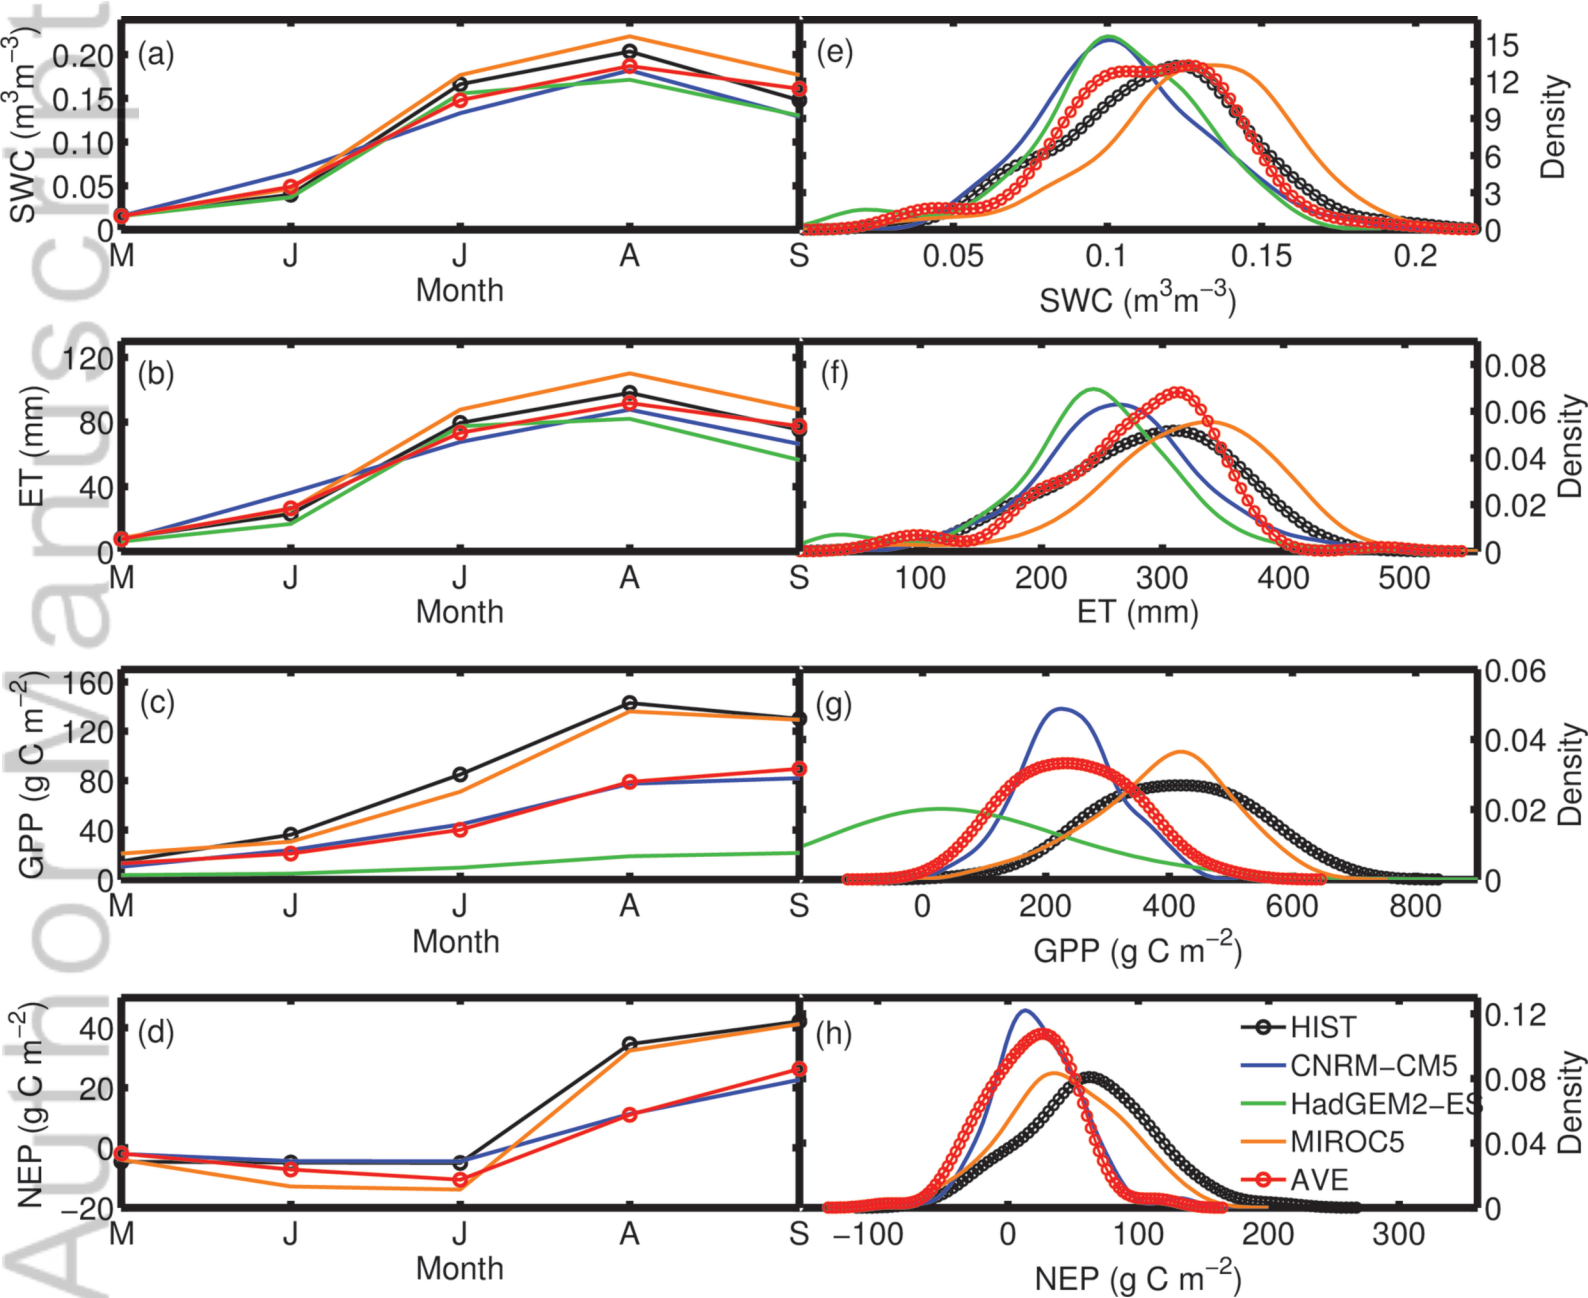 Author Manuscript
(a)
SWC (m³m⁻³)
0.20
0.15
0.10
0.05
0
M J J A S
Month
(e)
15
12
9
6
3
0
Density
0.05 0.1 0.15 0.2
SWC (m³m⁻³)
(b)
ET (mm)
120
80
40
0
M J J A S
Month
(f)
0.08
0.06
0.04
0.02
0
Density
100 200 300 400 500
ET (mm)
(c)
GPP (g C m⁻²)
160
120
80
40
0
M J J A S
Month
(g)
0.06
0.04
0.02
0
Density
0 200 400 600 800
GPP (g C m⁻²)
(d)
NEP (g C m⁻²)
40
20
0
−20
M J J A S
Month
(h)
HIST
CNRM−CM5
HadGEM2−ES
MIROC5
AVE
0.12
0.08
0.04
0
Density
−100 0 100 200 300
NEP (g C m⁻²)